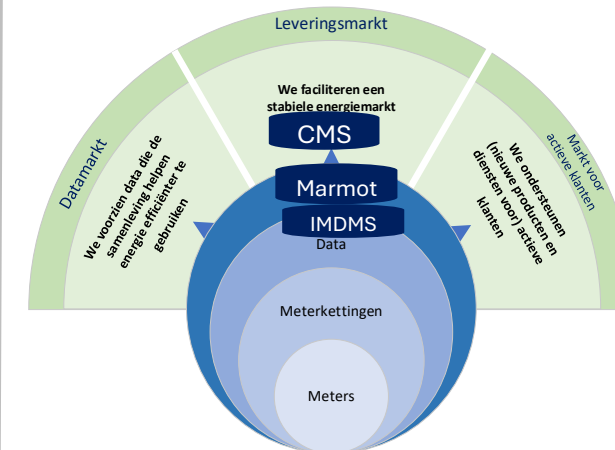 Leveringsmarkt
We faciliteren een
stabiele energiemarkt
CMS
Datamarkt
We voorzien data die de
samenleving helpen
energie efficiënter te
gebruiken
Markt voor
actieve klanten
We ondersteunen
(nieuwe producten en
diensten voor) actieve
klanten
Marmot
IMDMS
Data
Meterkettingen
Meters